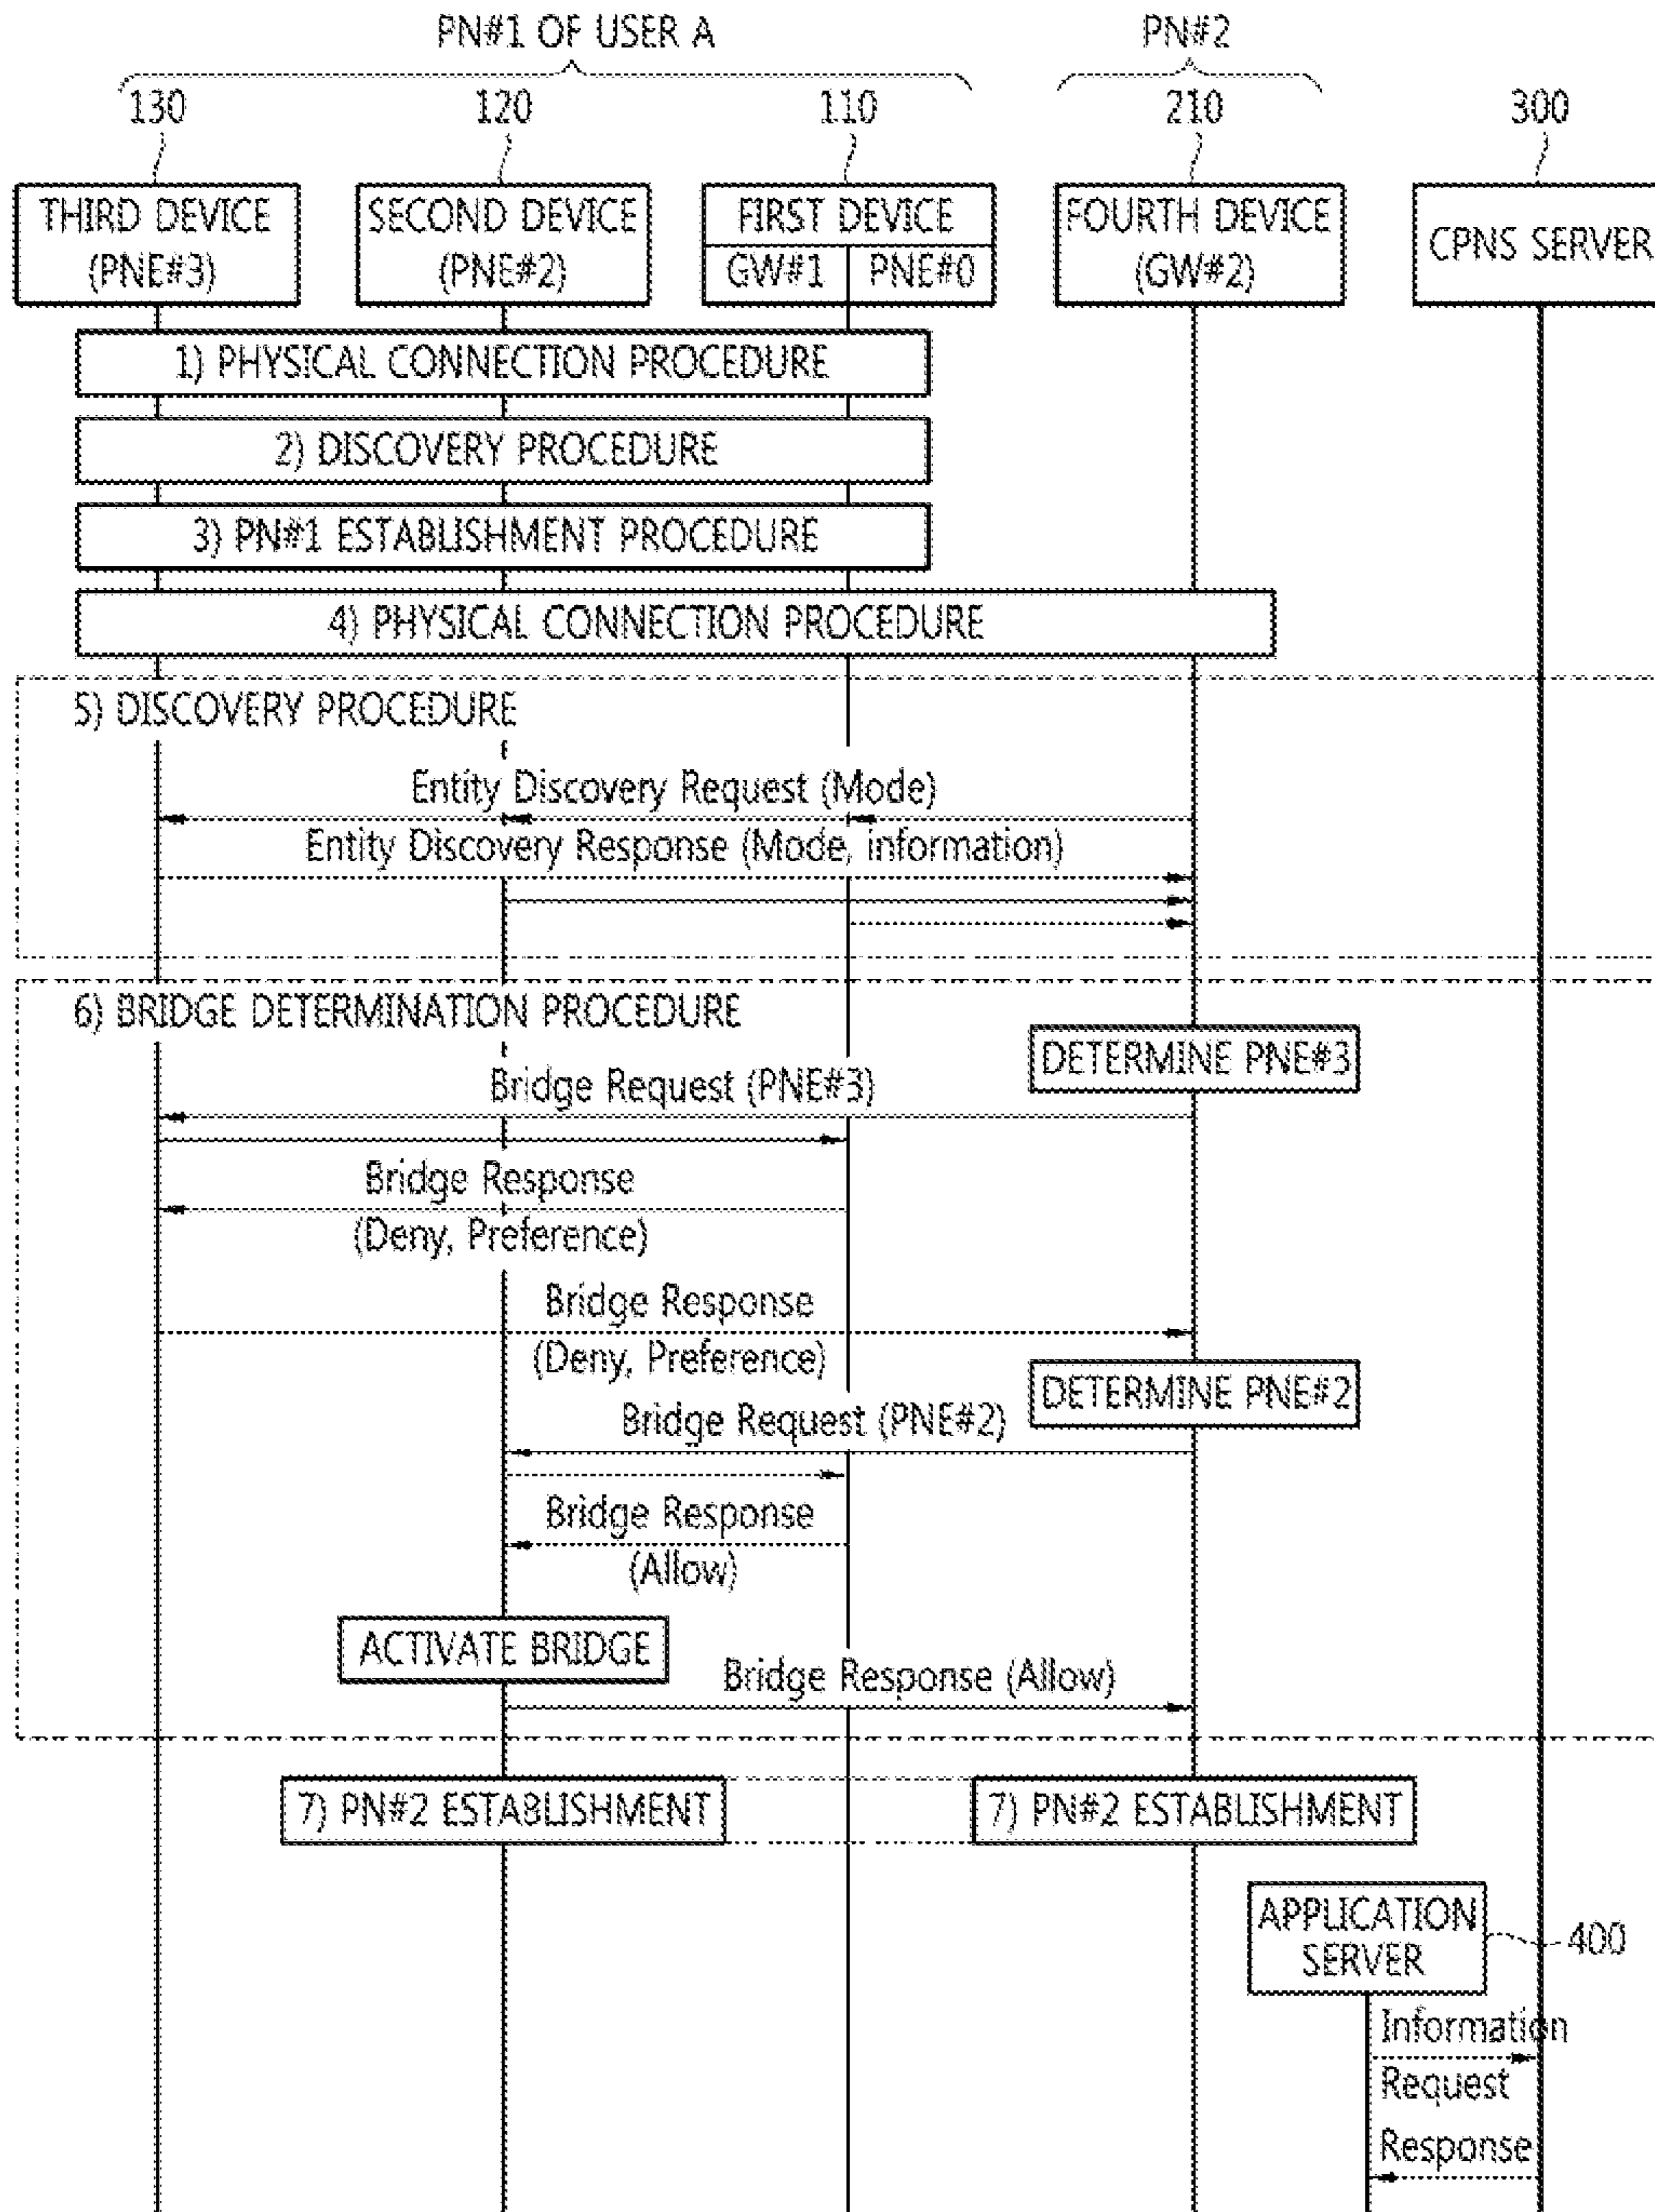 PN#1 OF USER A
PN#2
130
120
110
210
300
THIRD DEVICE
(PNE#3)
SECOND DEVICE
(PNE#2)
FIRST DEVICE
GW#1
PNE#0
FOURTH DEVICE
(GW#2)
CPNS SERVER
1) PHYSICAL CONNECTION PROCEDURE
2) DISCOVERY PROCEDURE
3) PN#1 ESTABLISHMENT PROCEDURE
4) PHYSICAL CONNECTION PROCEDURE
5) DISCOVERY PROCEDURE
Entity Discovery Request (Mode)
Entity Discovery Response (Mode, information)
6) BRIDGE DETERMINATION PROCEDURE
DETERMINE PNE#3
Bridge Request (PNE#3)
Bridge Response
(Deny, Preference)
Bridge Response
(Deny, Preference)
DETERMINE PNE#2
Bridge Request (PNE#2)
Bridge Response
(Allow)
ACTIVATE BRIDGE
Bridge Response (Allow)
7) PN#2 ESTABLISHMENT
7) PN#2 ESTABLISHMENT
APPLICATION
SERVER
400
Information
Request
Response